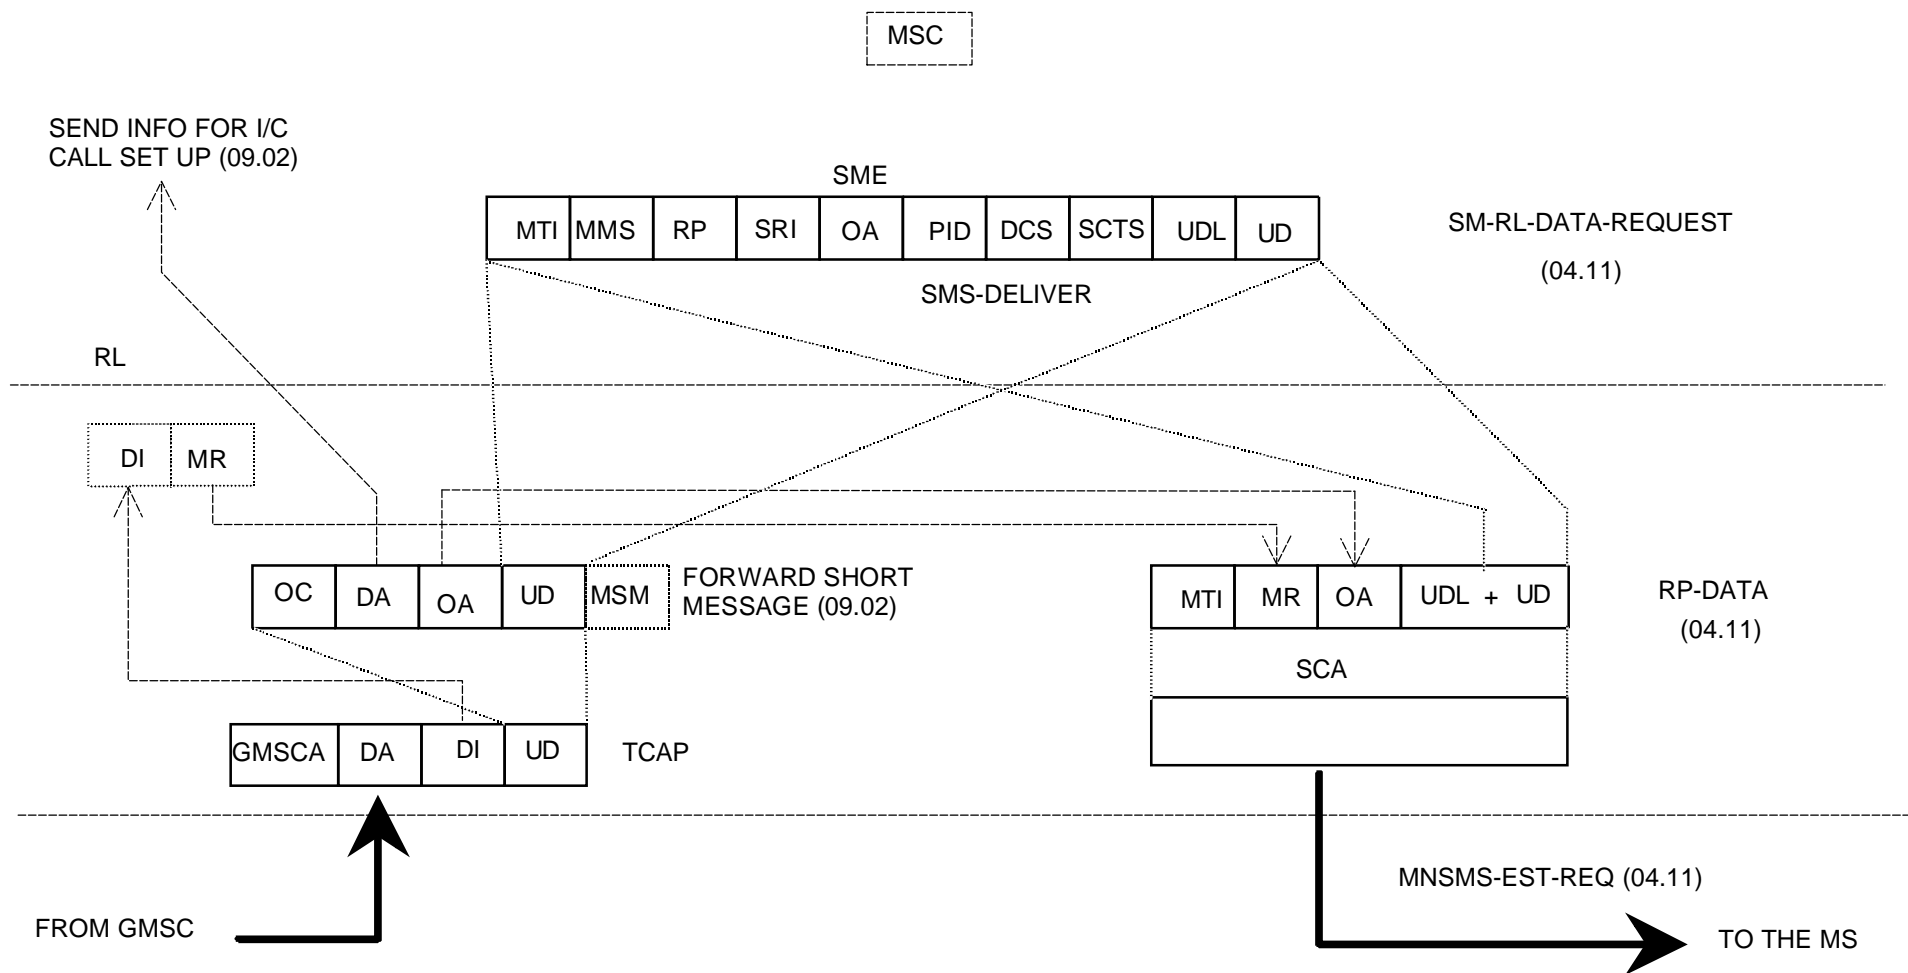 MSC
SEND INFO FOR I/C
CALL SET UP (09.02)
SME
MTI MMS RP SRI OA PID DCS SCTS UDL UD
SM-RL-DATA-REQUEST
(04.11)
SMS-DELIVER
RL
DI MR
OC DA OA UD MSM
FORWARD SHORT
MESSAGE (09.02)
MTI MR OA UDL + UD
RP-DATA
(04.11)
SCA
GMSCA DA DI UD
TCAP
MNSMS-EST-REQ (04.11)
FROM GMSC
TO THE MS